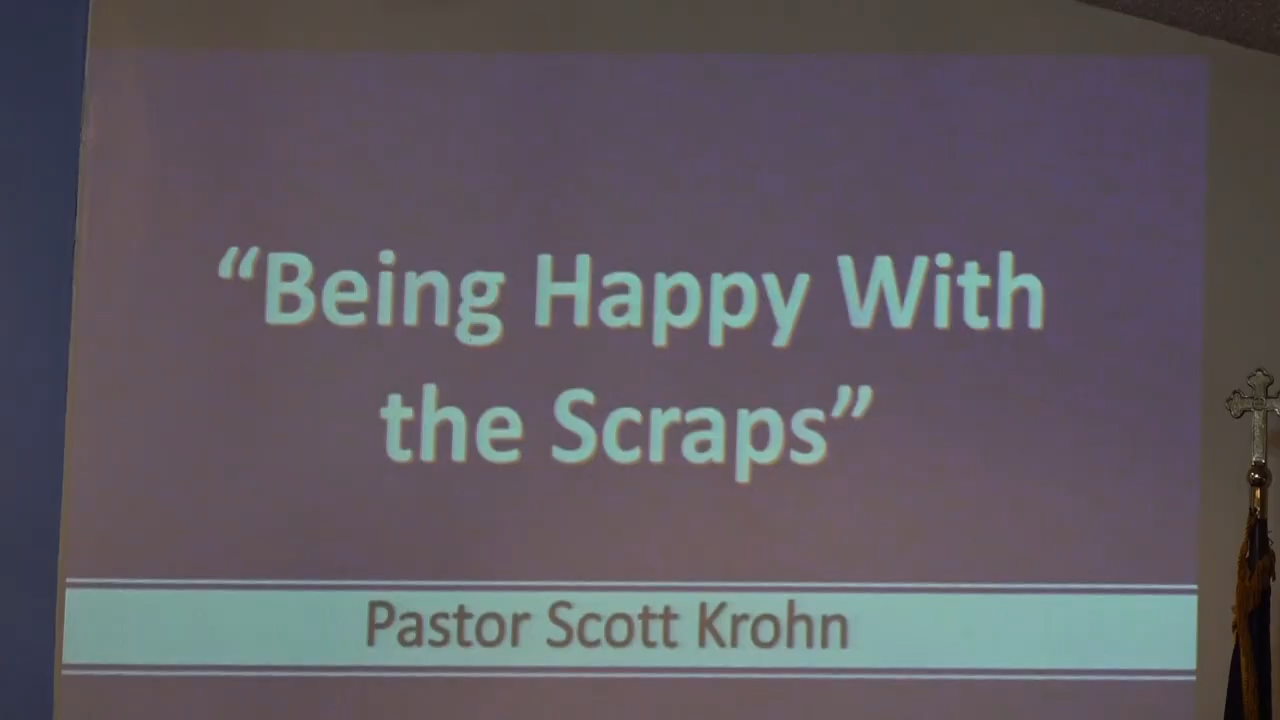 “Being Happy With
the Scraps”
Pastor Scott Krohn